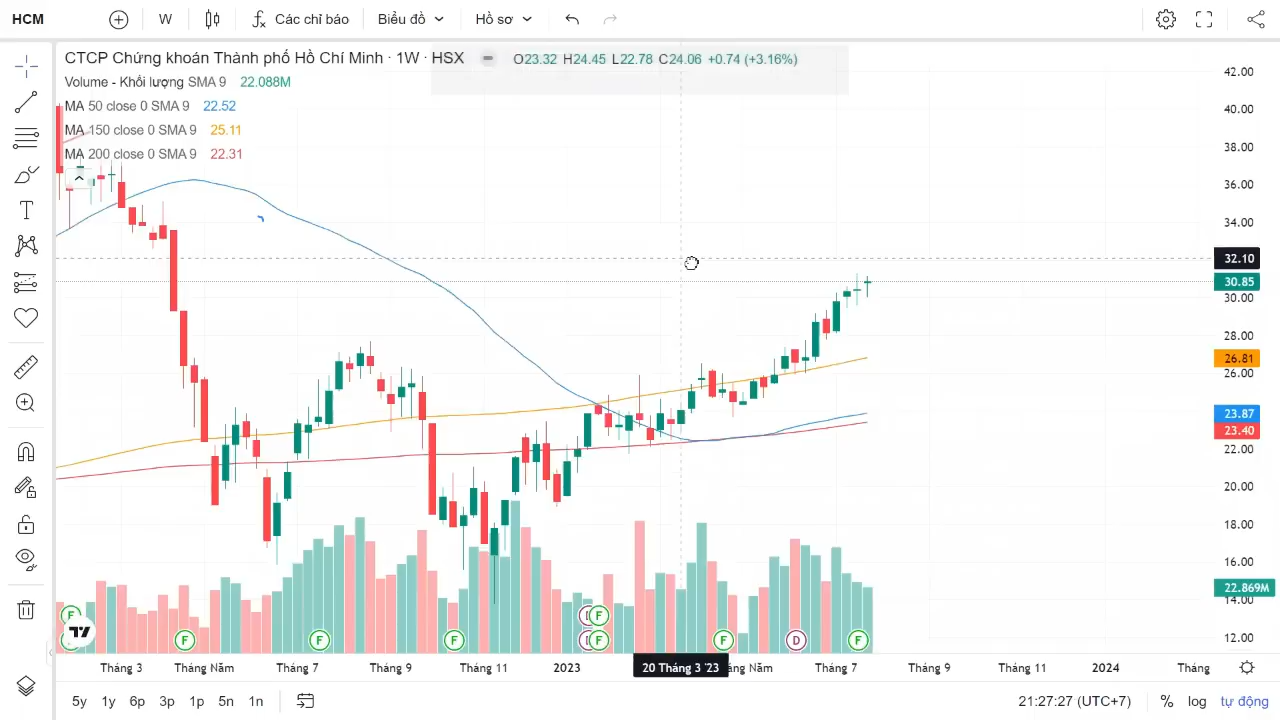 HCM
W
Các chỉ báo
Biểu đồ
Hồ sơ
CTCP Chứng khoán Thành phố Hồ Chí Minh · 1W · HSX
O23.32 H24.45 L22.78 C24.06 +0.74 (+3.16%)
Volume - Khối lượng SMA 9 22.088M
MA 50 close 0 SMA 9 22.52
MA 150 close 0 SMA 9 25.11
MA 200 close 0 SMA 9 22.31
42.00
40.00
38.00
36.00
34.00
32.10
30.85
30.00
28.00
26.81
26.00
23.87
23.40
22.00
20.00
18.00
16.00
22.869M
14.00
12.00
F
F
F
F
F
F
F
D
F
Tháng 3
Tháng Năm
Tháng 7
Tháng 9
Tháng 11
2023
20 Tháng 3 '23
Năm
Tháng 7
Tháng 9
Tháng 11
2024
Tháng
5y 1y 6p 3p 1p 5n 1n
21:27:27 (UTC+7)
% log tự động